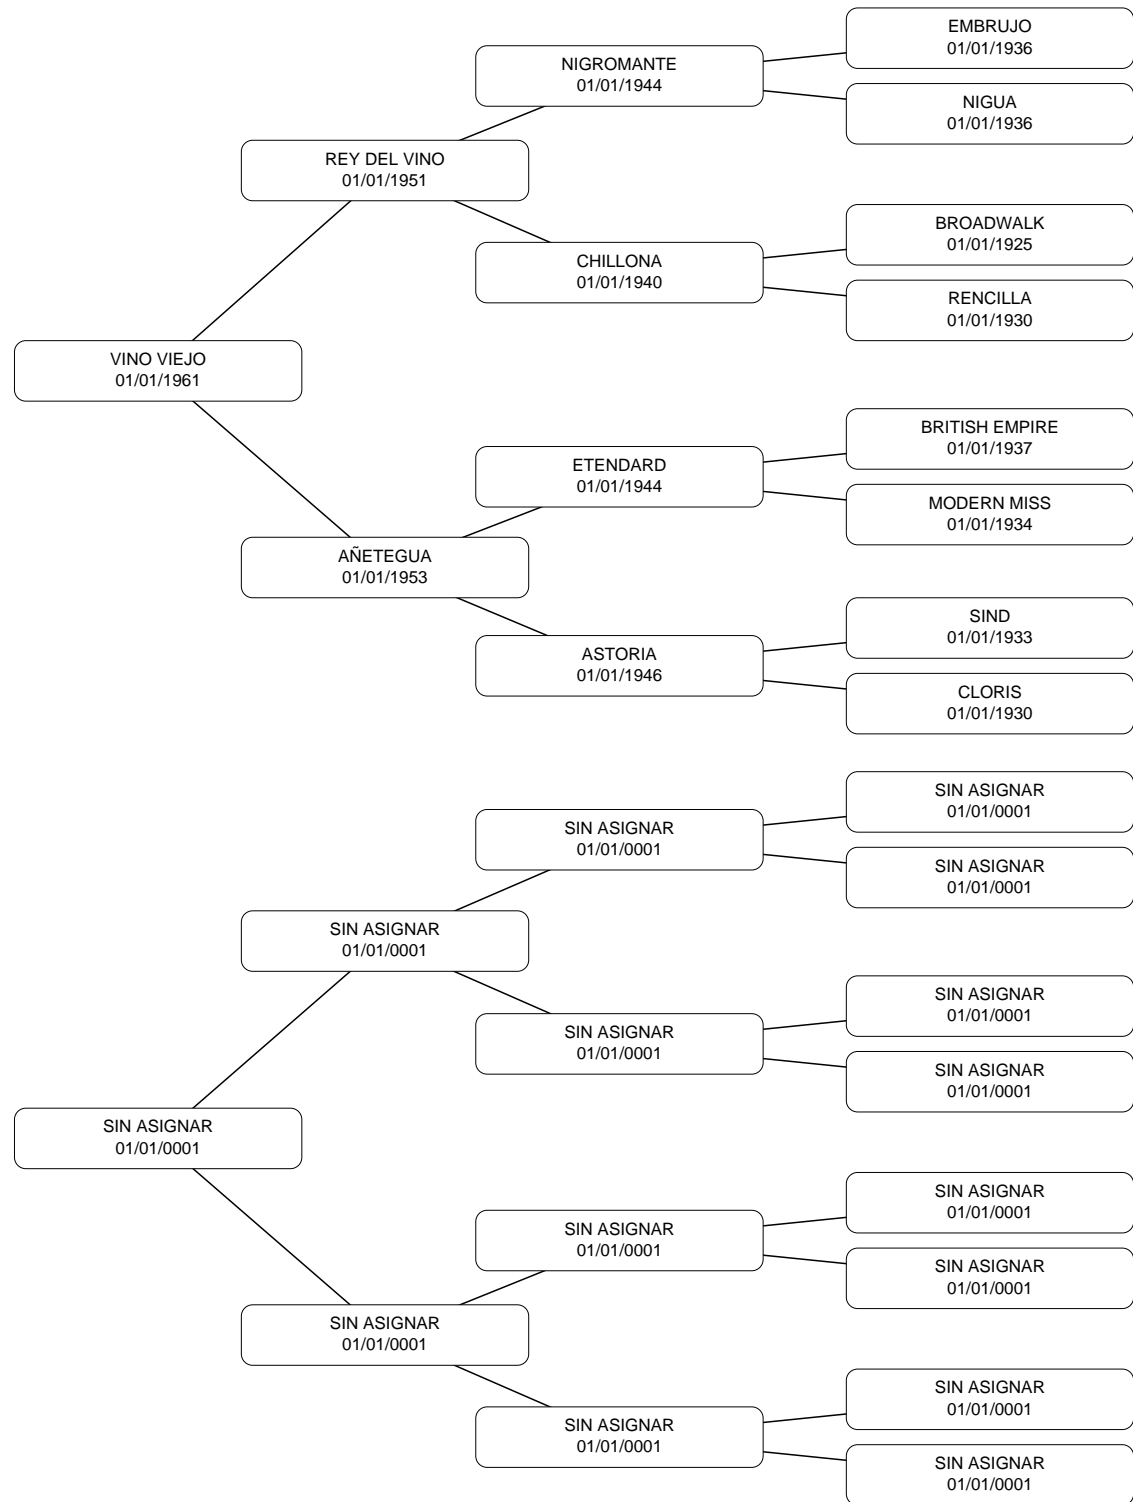 EMBRUJO
01/01/1936
NIGROMANTE
01/01/1944
NIGUA
01/01/1936
REY DEL VINO
01/01/1951
BROADWALK
01/01/1925
CHILLONA
01/01/1940
RENCILLA
01/01/1930
VINO VIEJO
01/01/1961
BRITISH EMPIRE
01/01/1937
ETENDARD
01/01/1944
MODERN MISS
01/01/1934
AÑETEGUA
01/01/1953
SIND
01/01/1933
ASTORIA
01/01/1946
CLORIS
01/01/1930
SIN ASIGNAR
01/01/0001
SIN ASIGNAR
01/01/0001
SIN ASIGNAR
01/01/0001
SIN ASIGNAR
01/01/0001
SIN ASIGNAR
01/01/0001
SIN ASIGNAR
01/01/0001
SIN ASIGNAR
01/01/0001
SIN ASIGNAR
01/01/0001
SIN ASIGNAR
01/01/0001
SIN ASIGNAR
01/01/0001
SIN ASIGNAR
01/01/0001
SIN ASIGNAR
01/01/0001
SIN ASIGNAR
01/01/0001
SIN ASIGNAR
01/01/0001
SIN ASIGNAR
01/01/0001